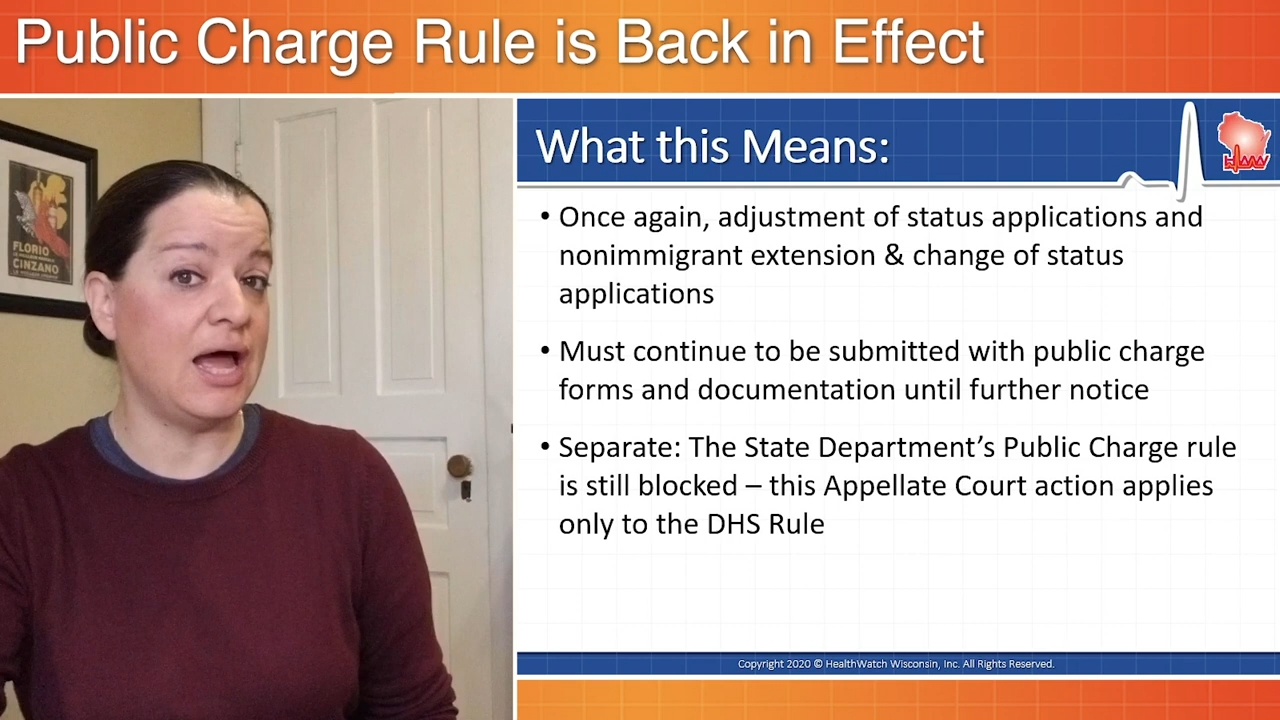 Public Charge Rule is Back in Effect
FLORIO
CINZANO
What this Means:
• Once again, adjustment of status applications and
nonimmigrant extension & change of status
applications
• Must continue to be submitted with public charge
forms and documentation until further notice
• Separate: The State Department’s Public Charge rule
is still blocked – this Appellate Court action applies
only to the DHS Rule
Copyright 2020 © HealthWatch Wisconsin, Inc. All Rights Reserved.